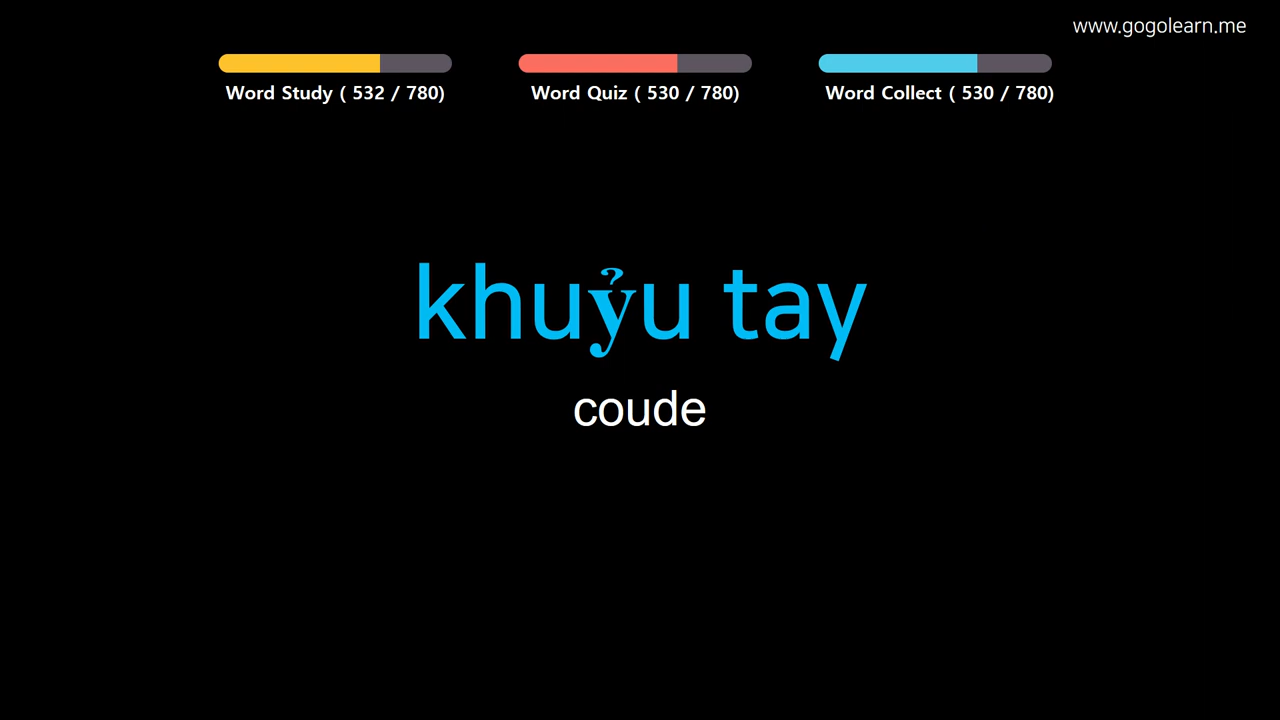 www.gogolearn.me
Word Study ( 532 / 780)
Word Quiz ( 530 / 780)
Word Collect ( 530 / 780)
khuỷu tay
coude